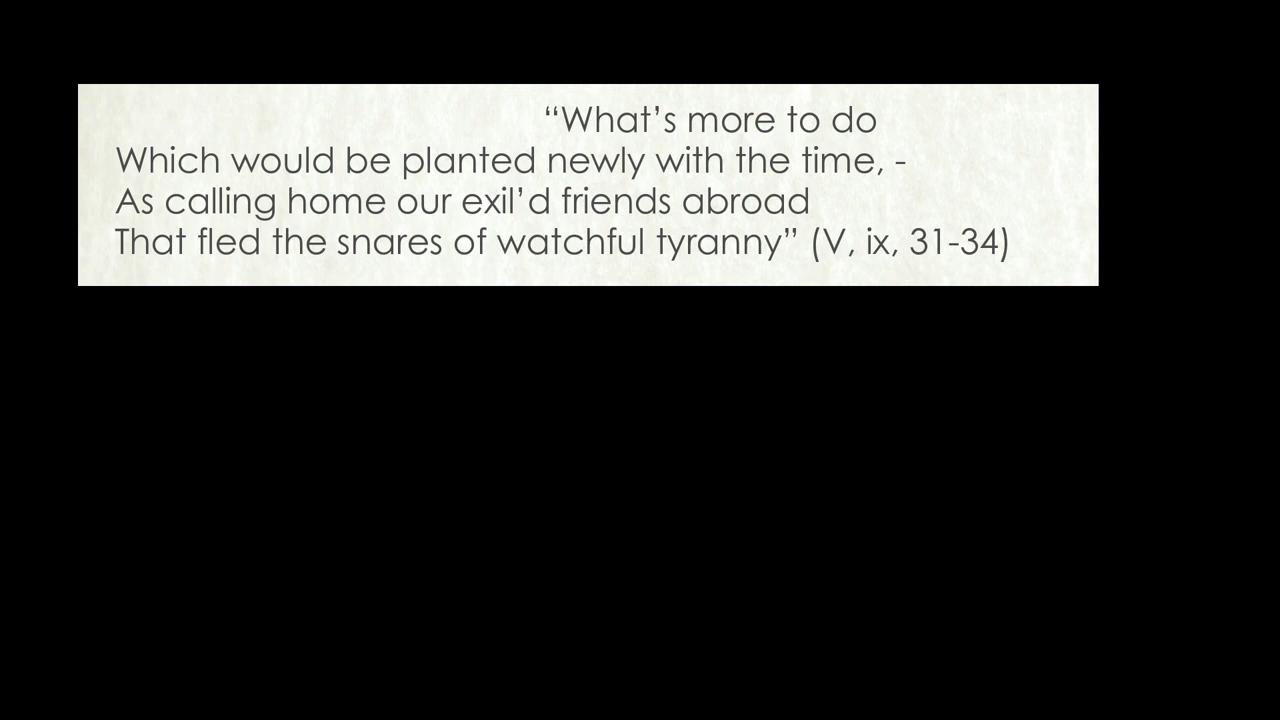 “What’s more to do
Which would be planted newly with the time, -
As calling home our exil’d friends abroad
That fled the snares of watchful tyranny” (V, ix, 31-34)